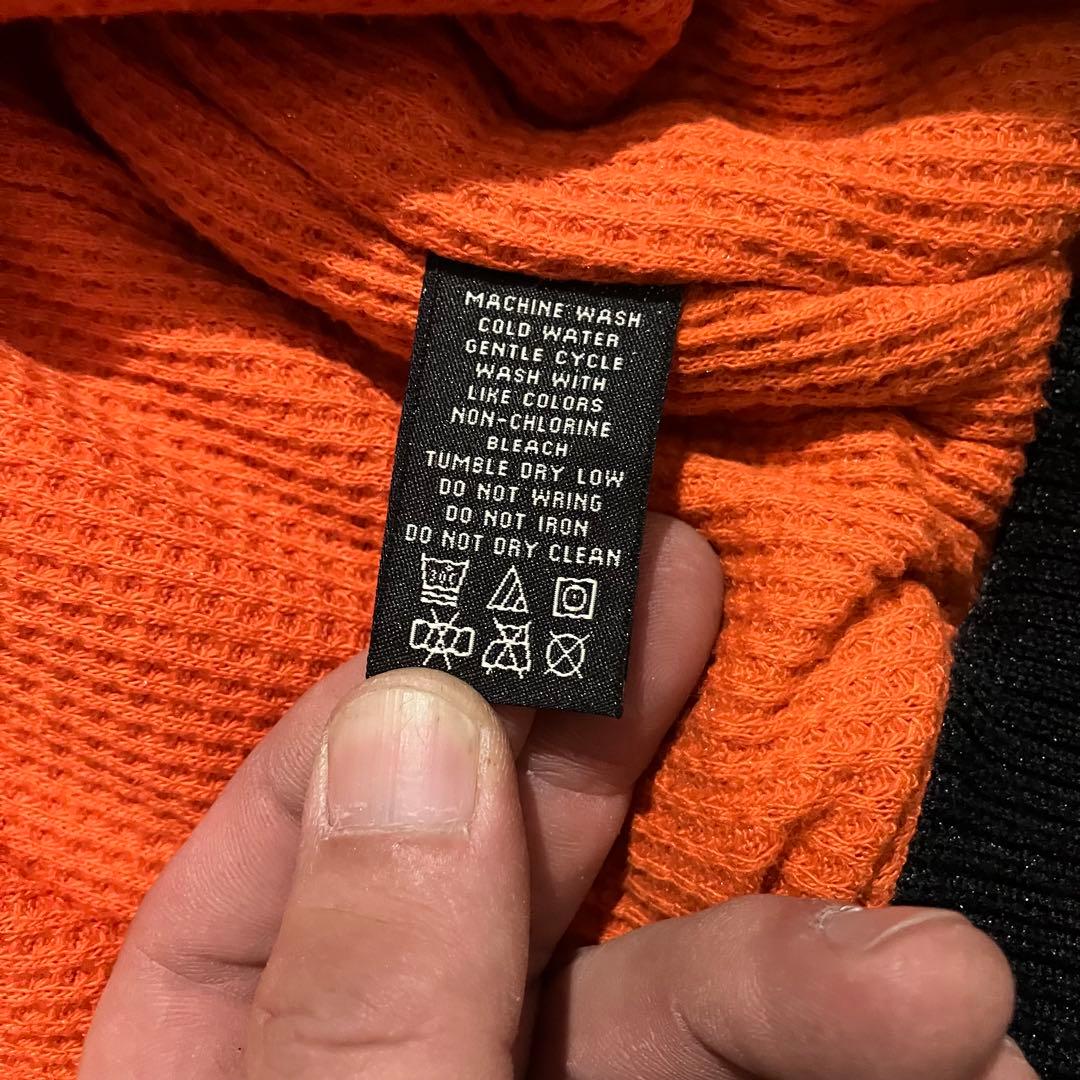 MACHINE WASH
COLD WATER
GENTLE CYCLE
WASH WITH
LIKE COLORS
NON-CHLORINE
BLEACH
TUMBLE DRY LOW
DO NOT WRING
DO NOT IRON
DO NOT DRY CLEAN